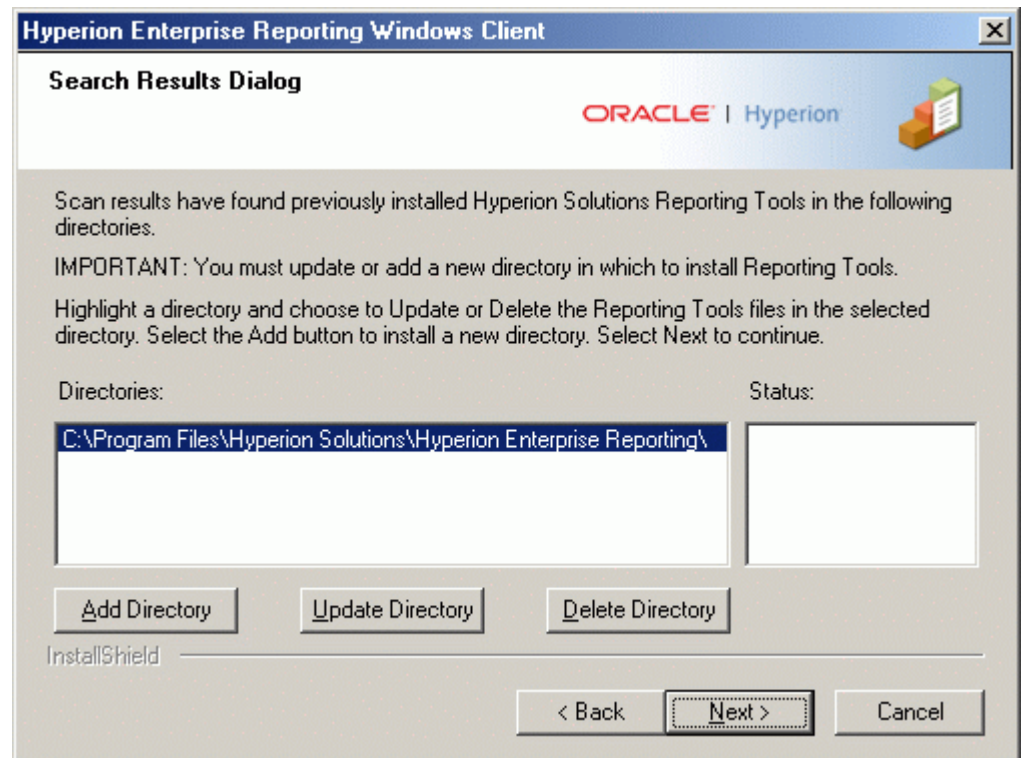 Hyperion Enterprise Reporting Windows Client
Search Results Dialog
ORACLE | Hyperion
Scan results have found previously installed Hyperion Solutions Reporting Tools in the following
directories.
IMPORTANT: You must update or add a new directory in which to install Reporting Tools.
Highlight a directory and choose to Update or Delete the Reporting Tools files in the selected
directory. Select the Add button to install a new directory. Select Next to continue.
Directories:
Status:
C:\Program Files\Hyperion Solutions\Hyperion Enterprise Reporting\
Add Directory
Update Directory
Delete Directory
InstallShield
< Back
Next >
Cancel